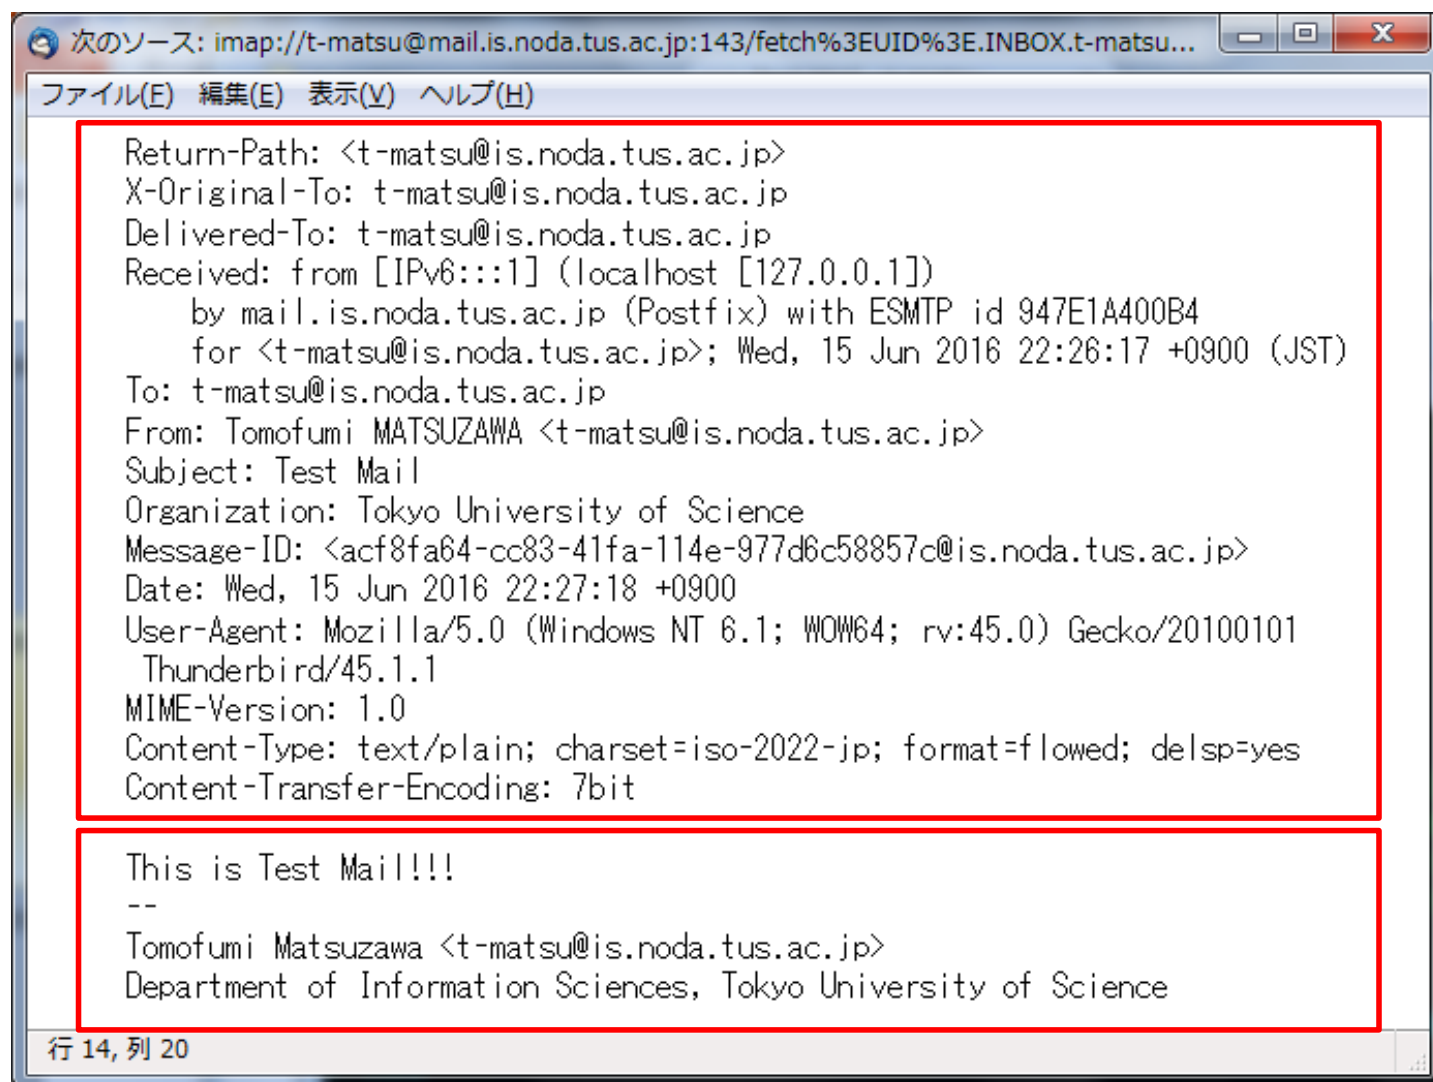 次のソース: imap://t-matsu@mail.is.noda.tus.ac.jp:143/fetch%3EUID%3E.INBOX.t-matsu...
ファイル(F) 編集(E) 表示(V) ヘルプ(H)
Return-Path: <t-matsu@is.noda.tus.ac.jp>
X-Original-To: t-matsu@is.noda.tus.ac.jp
Delivered-To: t-matsu@is.noda.tus.ac.jp
Received: from [IPv6:::1] (localhost [127.0.0.1])
by mail.is.noda.tus.ac.jp (Postfix) with ESMTP id 947E1A400B4
for <t-matsu@is.noda.tus.ac.jp>; Wed, 15 Jun 2016 22:26:17 +0900 (JST)
To: t-matsu@is.noda.tus.ac.jp
From: Tomofumi MATSUZAWA <t-matsu@is.noda.tus.ac.jp>
Subject: Test Mail
Organization: Tokyo University of Science
Message-ID: <acf8fa64-cc83-41fa-114e-977d6c58857c@is.noda.tus.ac.jp>
Date: Wed, 15 Jun 2016 22:27:18 +0900
User-Agent: Mozilla/5.0 (Windows NT 6.1; WOW64; rv:45.0) Gecko/20100101
Thunderbird/45.1.1
MIME-Version: 1.0
Content-Type: text/plain; charset=iso-2022-jp; format=flowed; delsp=yes
Content-Transfer-Encoding: 7bit
This is Test Mail!!!
--
Tomofumi Matsuzawa <t-matsu@is.noda.tus.ac.jp>
Department of Information Sciences, Tokyo University of Science
行 14, 列 20